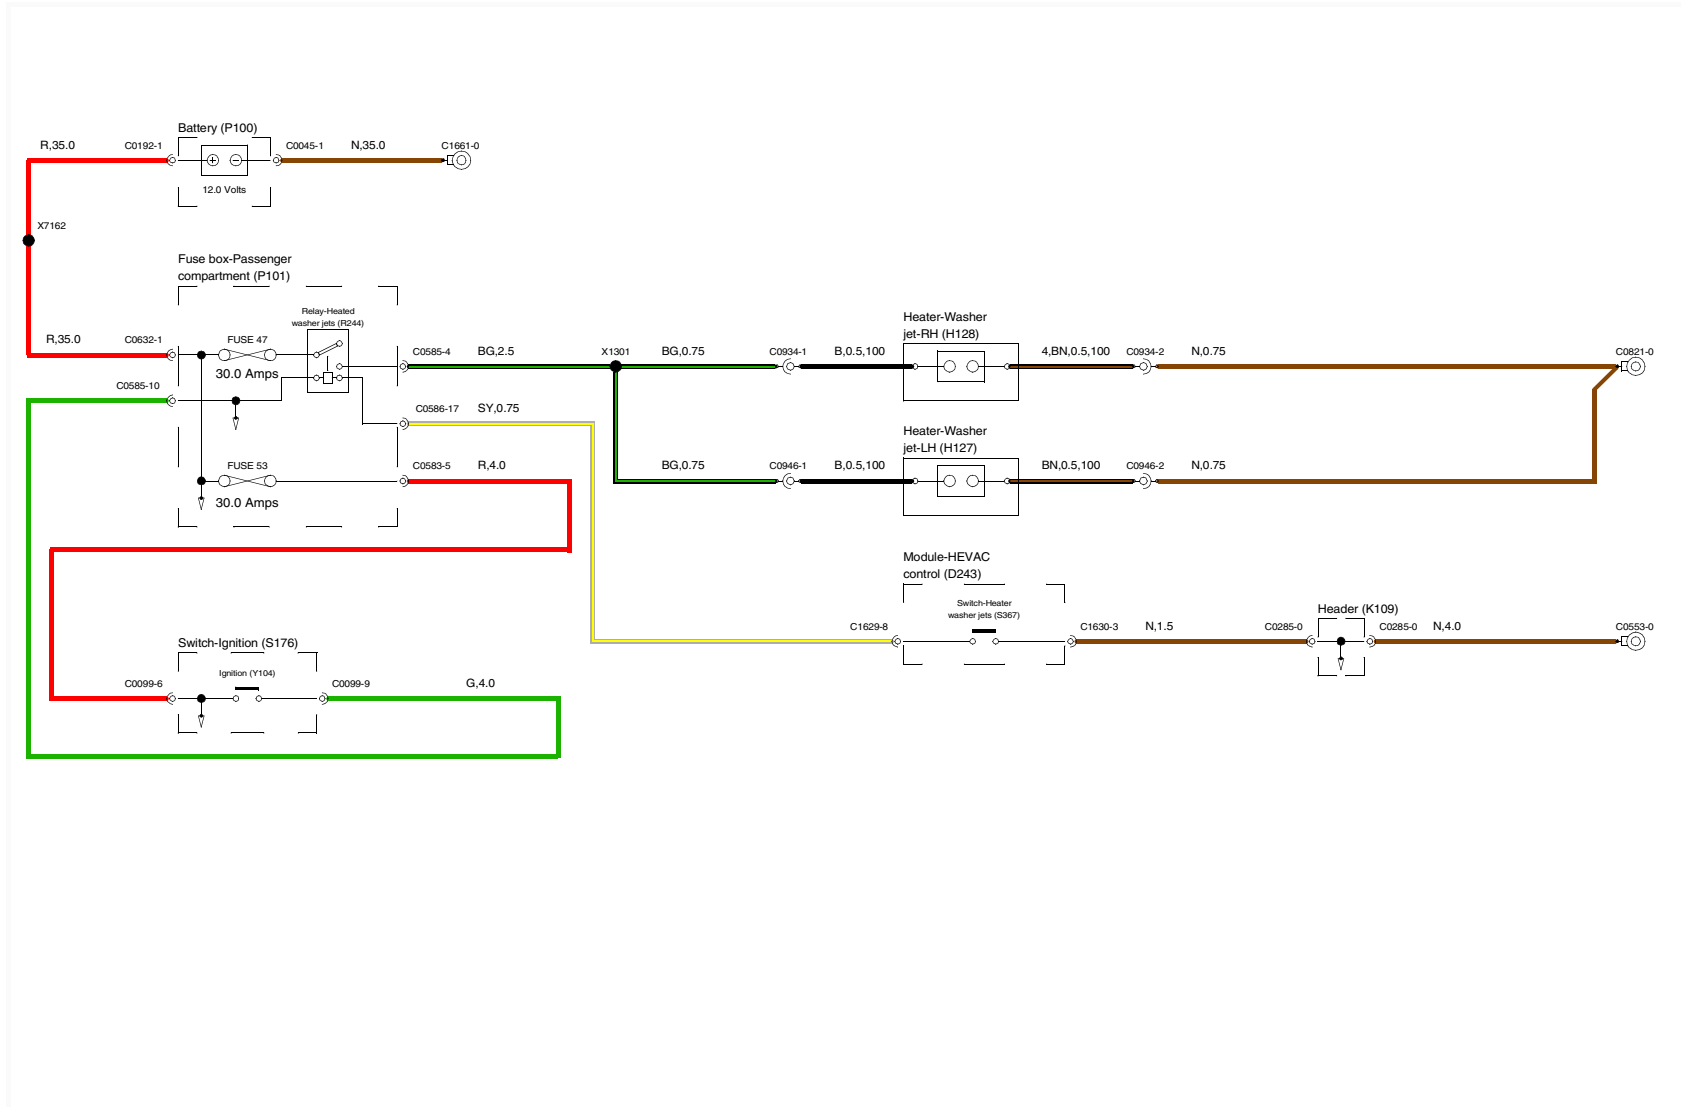 Battery (P100)
R,35.0
C0192-1
C0045-1
N,35.0
C1661-0
12.0 Volts
X7162
Fuse box-Passenger
compartment (P101)
Relay-Heated
washer jets (R244)
R,35.0
C0632-1
FUSE 47
30.0 Amps
C0585-10
C0585-4
BG,2.5
X1301
BG,0.75
C0934-1
B,0.5,100
Heater-Washer
jet-RH (H128)
4,BN,0.5,100
C0934-2
N,0.75
C0821-0
C0586-17
SY,0.75
FUSE 53
30.0 Amps
C0583-5
R,4.0
BG,0.75
C0946-1
B,0.5,100
Heater-Washer
jet-LH (H127)
BN,0.5,100
C0946-2
N,0.75
Module-HEVAC
control (D243)
Switch-Heater
washer jets (S367)
C1629-8
C1630-3
N,1.5
Header (K109)
C0285-0
C0285-0
N,4.0
C0553-0
Switch-Ignition (S176)
Ignition (Y104)
C0099-6
C0099-9
G,4.0